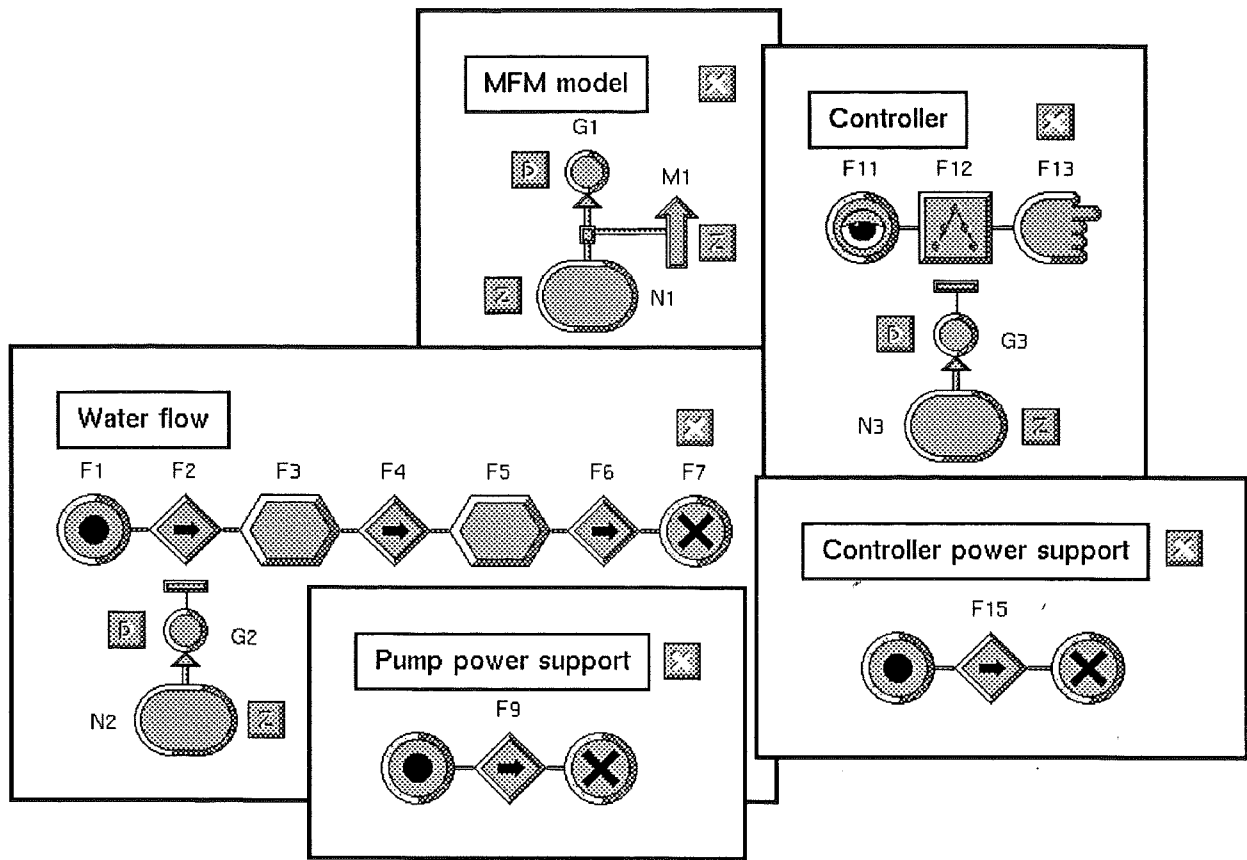 MFM model
G1
M1
N1
Controller
F11 F12 F13
G3
N3
Water flow
F1 F2 F3 F4 F5 F6 F7
G2
N2
Pump power support
F9
Controller power support
F15